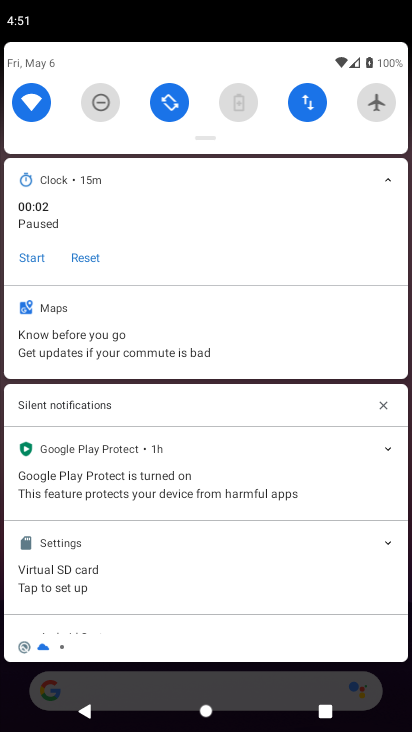 4:51
Fri, May 6
100%
Clock • 15m
00:02
Paused
Start Reset
Maps
Know before you go
Get updates if your commute is bad
Silent notifications
Google Play Protect • 1h
Google Play Protect is turned on
This feature protects your device from harmful apps
Settings
Virtual SD card
Tap to set up